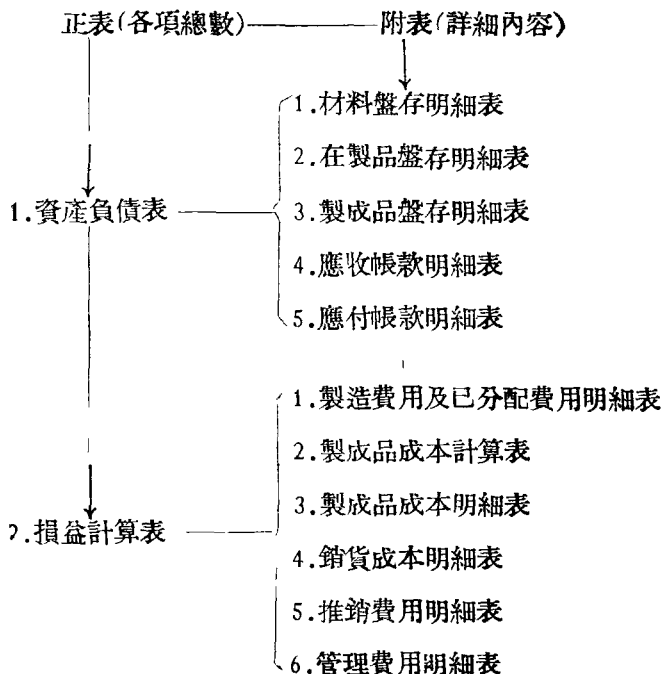 正表(各項總數)　附表(詳細內容)
1.材料盤存明細表
2.在製品盤存明細表
1.資產負債表　3.製成品盤存明細表
4.應收帳款明細表
5.應付帳款明細表
1.製造費用及已分配費用明細表
2.製成品成本計算表
3.製成品成本明細表
2.損益計算表
4.銷貨成本明細表
5.推銷費用明細表
6.管理費用明細表